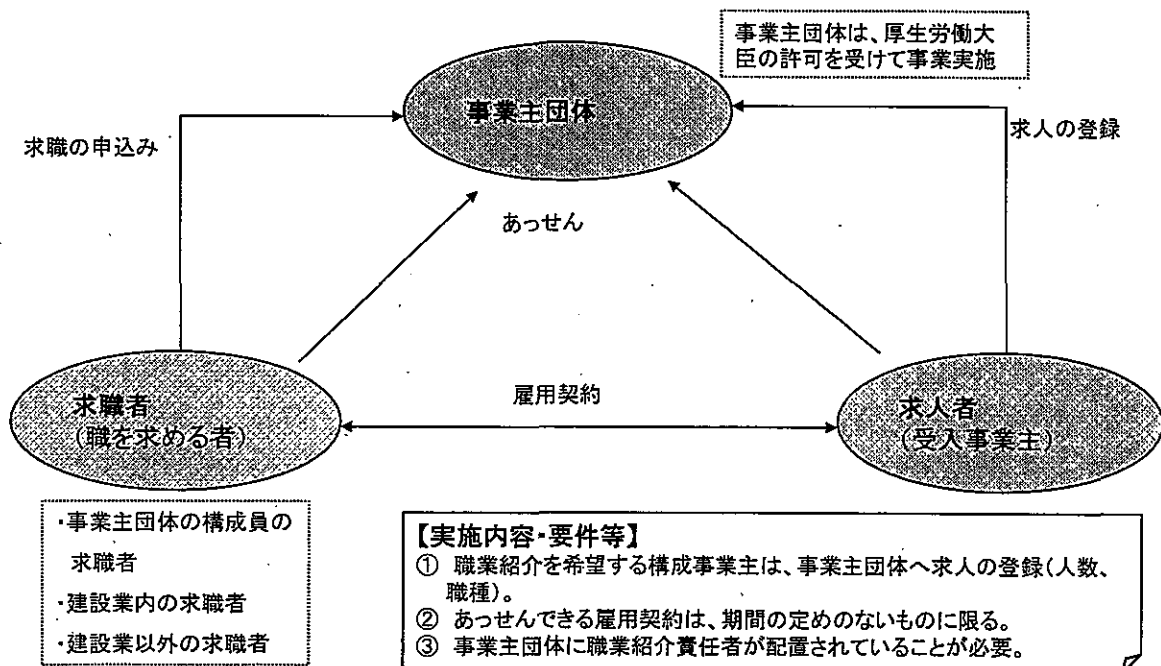 事業主団体は、厚生労働大
臣の許可を受けて事業実施
事業主団体
求職の申込み
求人の登録
あっせん
雇用契約
求職者
(職を求める者)
求人者
(受入事業主)
・事業主団体の構成員の
求職者
・建設業内の求職者
・建設業以外の求職者
【実施内容・要件等】
① 職業紹介を希望する構成事業主は、事業主団体へ求人の登録(人数、
職種)。
② あっせんできる雇用契約は、期間の定めのないものに限る。
③ 事業主団体に職業紹介責任者が配置されていることが必要。